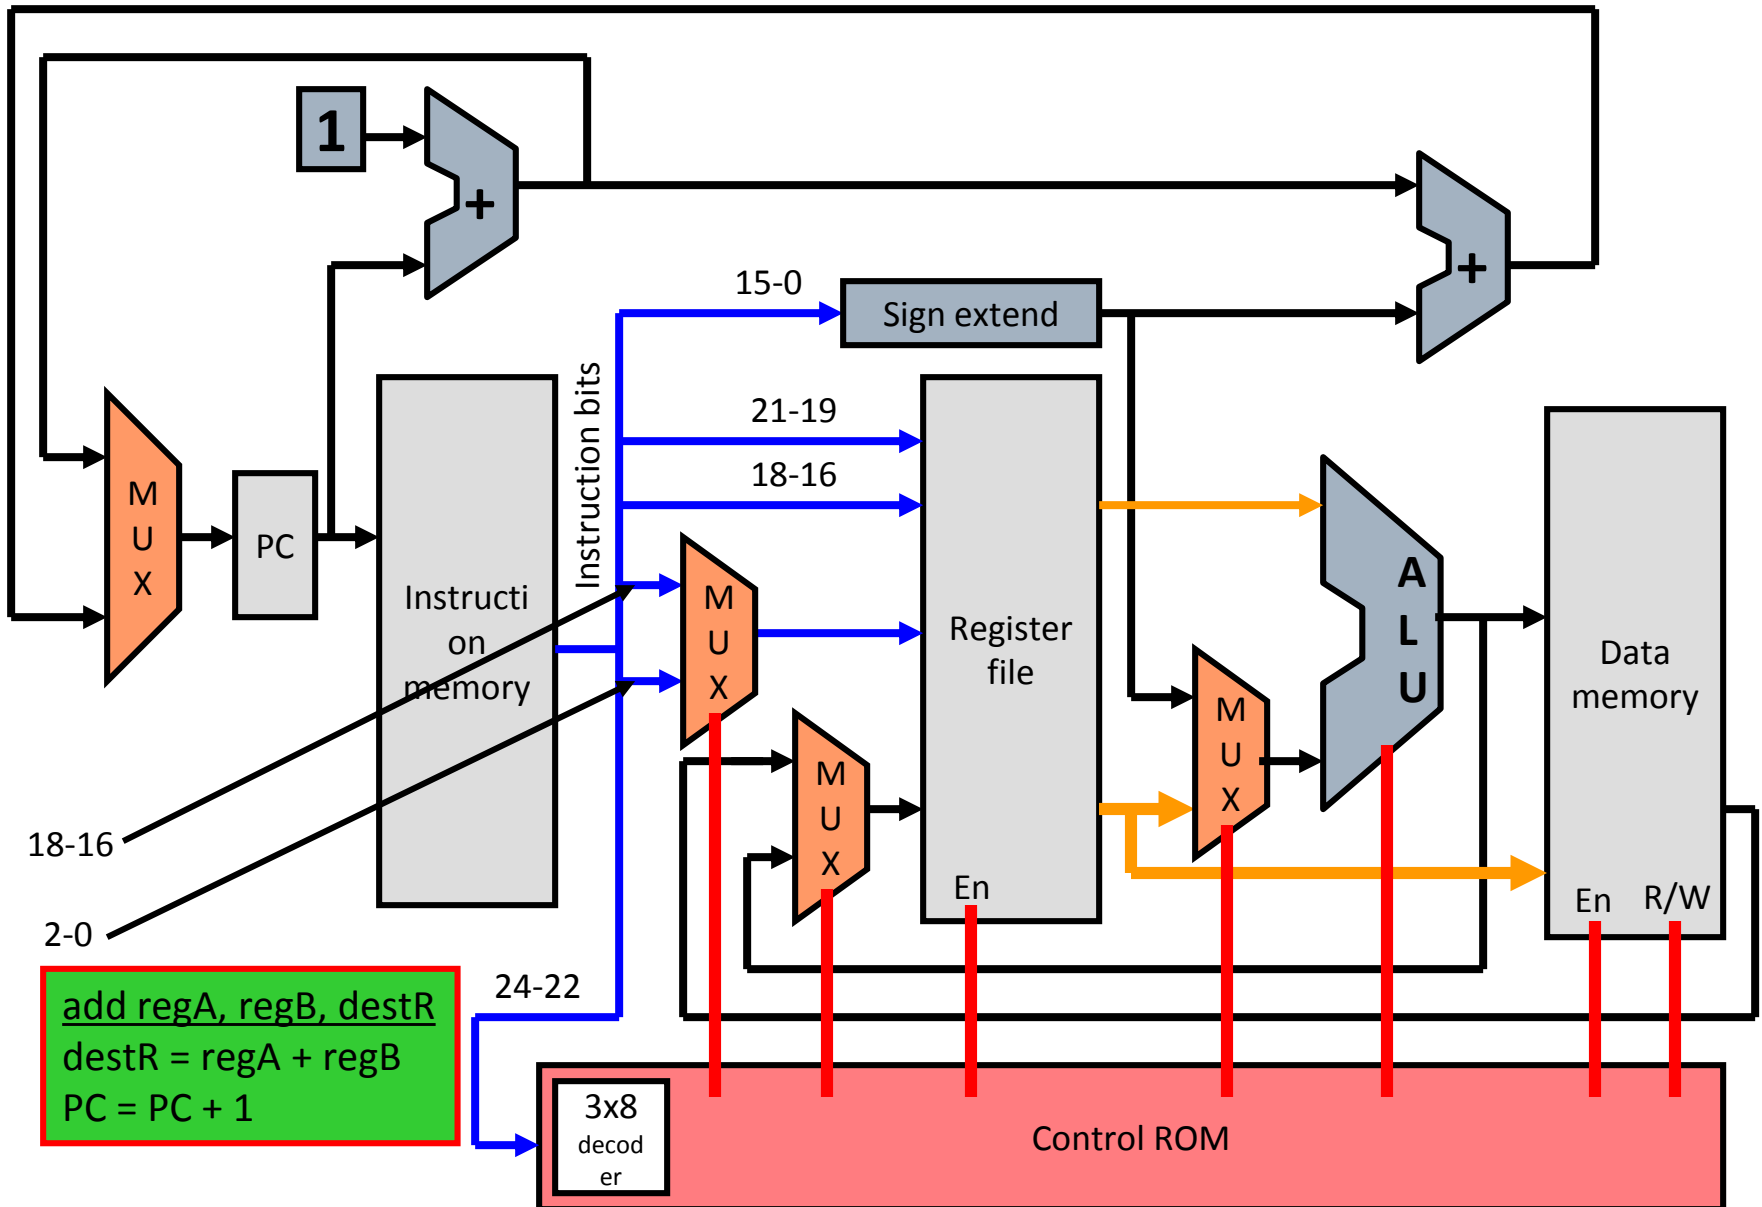 1
+
+
15-0
Sign extend
Instruction bits
21-19
18-16
M
U
X
PC
Instructi
on
memory
M
U
X
Register
file
En
M
U
X
M
U
X
A
L
U
Data
memory
En
R/W
18-16
2-0
24-22
add regA, regB, destR
destR = regA + regB
PC = PC + 1
3x8
decod
er
Control ROM